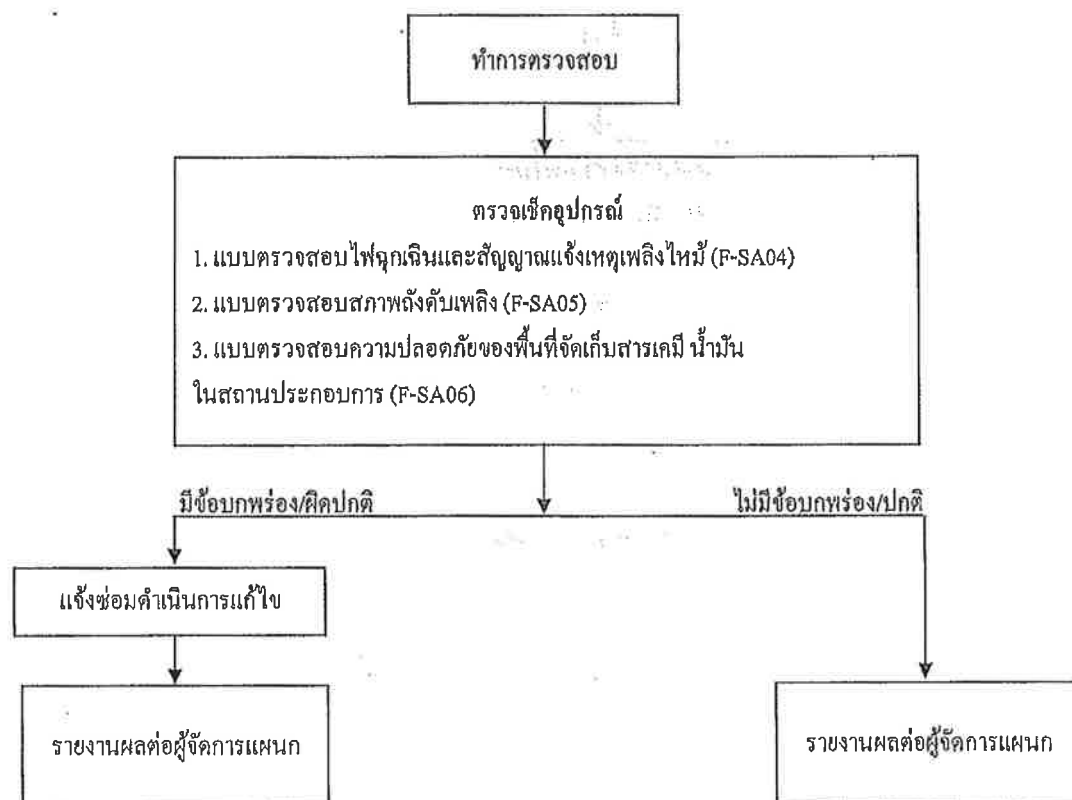 ทำการตรวจสอบ
ตรวจเช็คอุปกรณ์
1. แบบตรวจสอบไฟฉุกเฉินและสัญญาณแจ้งเหตุเพลิงไหม้ (F-SA04)
2. แบบตรวจสอบสภาพถังดับเพลิง (F-SA05)
3. แบบตรวจสอบความปลอดภัยของพื้นที่จัดเก็บสารเคมี น้ำมัน
ในสถานประกอบการ (F-SA06)
มีข้อบกพร่อง/ผิดปกติ
ไม่มีข้อบกพร่อง/ปกติ
แจ้งซ่อมดำเนินการแก้ไข
รายงานผลต่อผู้จัดการแผนก
รายงานผลต่อผู้จัดการแผนก